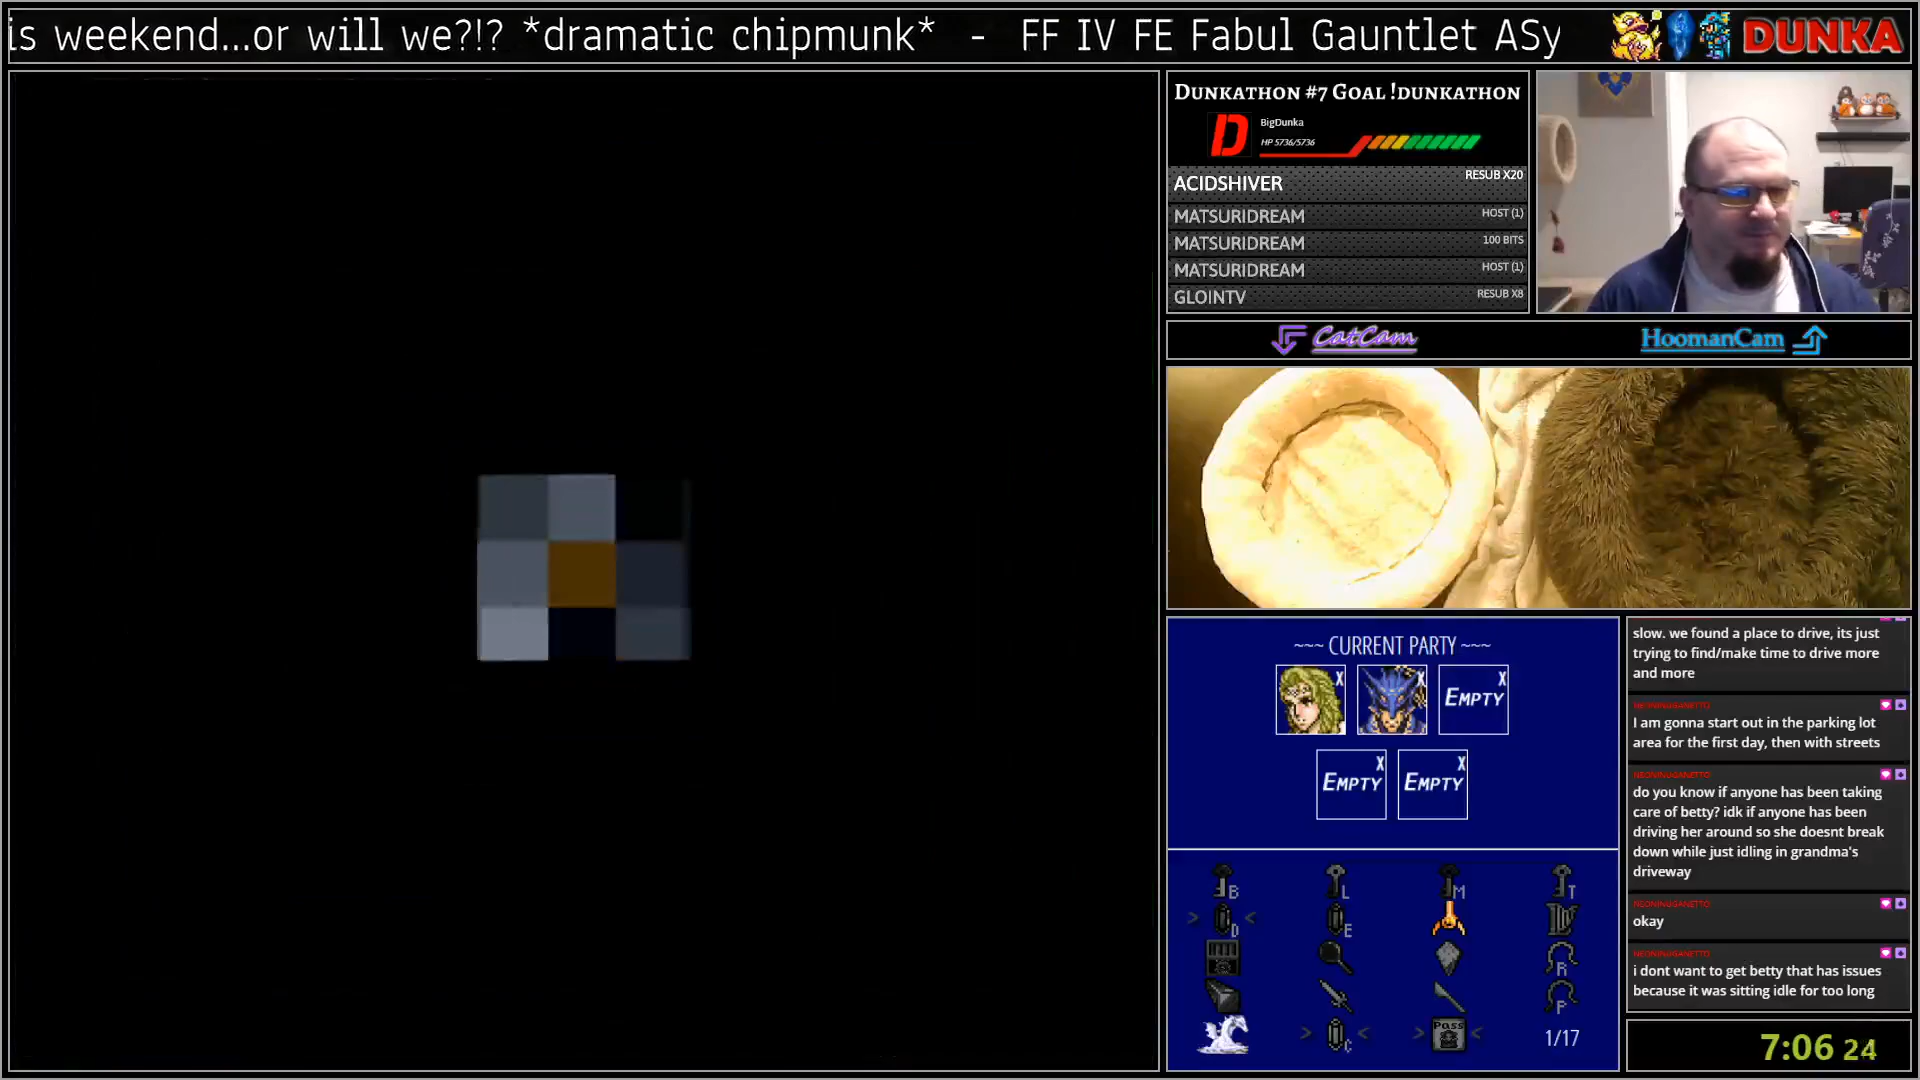 is weekend...or will we?!? *dramatic chipmunk*  -  FF IV FE Fabul Gauntlet ASy
DUNKA
DUNKATHON #7 GOAL !DUNKATHON
D
BigDunka
HP 5736/5736
ACIDSHIVER RESUB X20
MATSURIDREAM HOST (1)
MATSURIDREAM 100 BITS
MATSURIDREAM HOST (1)
GLOINTV RESUB X8
CatCam
HoomanCam
~~~ CURRENT PARTY ~~~
X X X
EMPTY
X X
EMPTY EMPTY
B L M T
> D < E
R
P
> C < > Pass < 1/17
slow. we found a place to drive, its just
trying to find/make time to drive more
and more
NEONINUGANETTO
I am gonna start out in the parking lot
area for the first day, then with streets
NEONINUGANETTO
do you know if anyone has been taking
care of betty? idk if anyone has been
driving her around so she doesnt break
down while just idling in grandma's
driveway
NEONINUGANETTO
okay
NEONINUGANETTO
i dont want to get betty that has issues
because it was sitting idle for too long
7:06 24